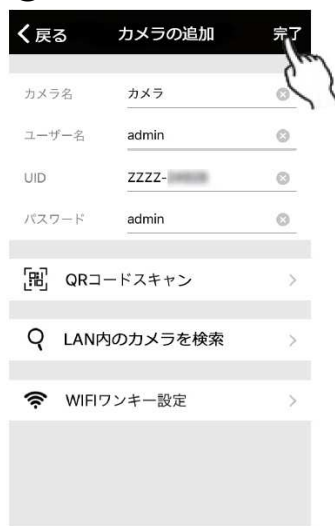 戻る カメラの追加 完了
カメラ名 カメラ
ユーザー名 admin
UID ZZZZ-
パスワード admin
QRコードスキャン
LAN内のカメラを検索
WIFIワンキー設定